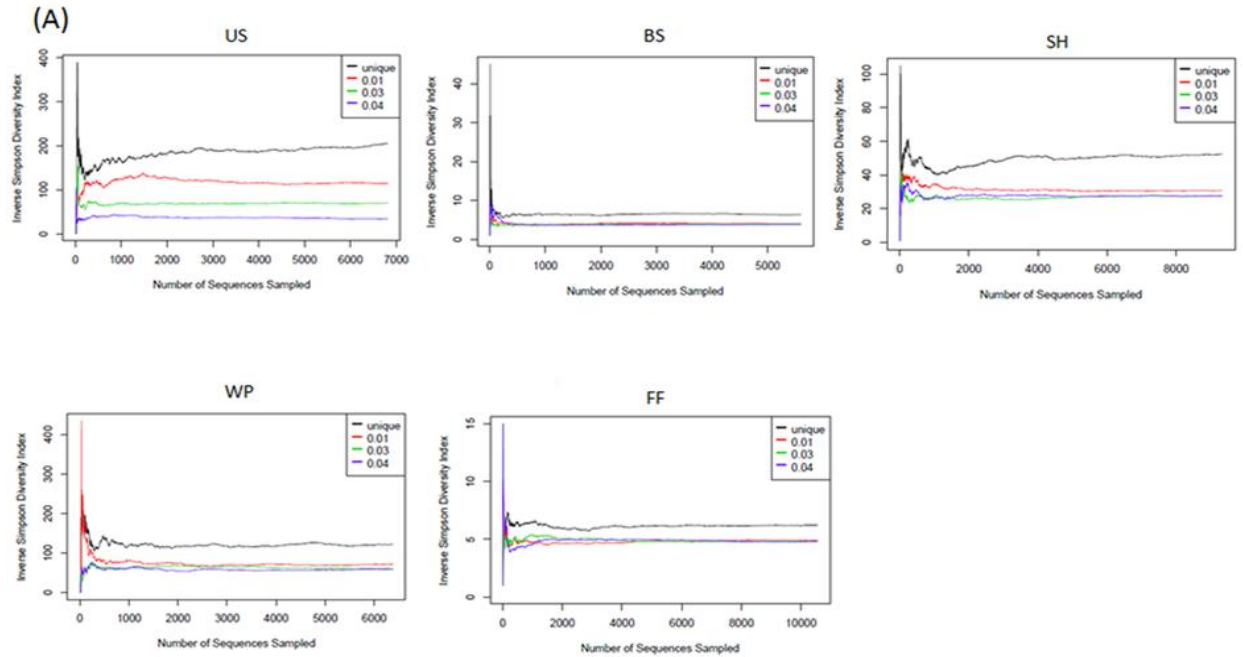 (A)
US
Inverse Simpson Diversity Index
0 100 200 300 400
unique
0.01
0.03
0.04
0 1000 2000 3000 4000 5000 6000 7000
Number of Sequences Sampled
BS
Inverse Simpson Diversity Index
0 10 20 30 40
unique
0.01
0.03
0.04
0 1000 2000 3000 4000 5000
Number of Sequences Sampled
SH
Inverse Simpson Diversity Index
0 20 40 60 80 100
unique
0.01
0.03
0.04
0 2000 4000 6000 8000
Number of Sequences Sampled
WP
Inverse Simpson Diversity Index
0 100 200 300 400
unique
0.01
0.03
0.04
0 1000 2000 3000 4000 5000 6000
Number of Sequences Sampled
FF
Inverse Simpson Diversity Index
0 5 10 15
unique
0.01
0.03
0.04
0 2000 4000 6000 8000 10000
Number of Sequences Sampled